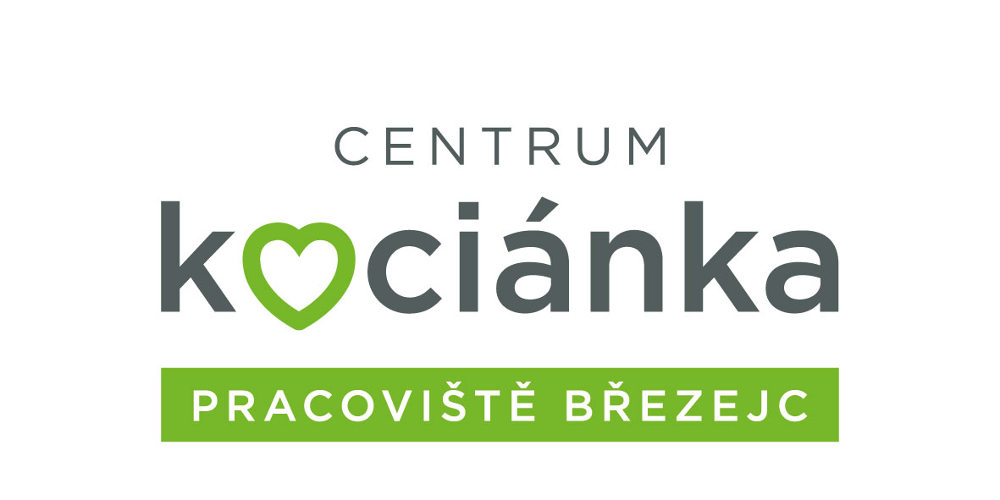 CENTRUM
kociánka
PRACOVIŠTĚ BŘEZEJC